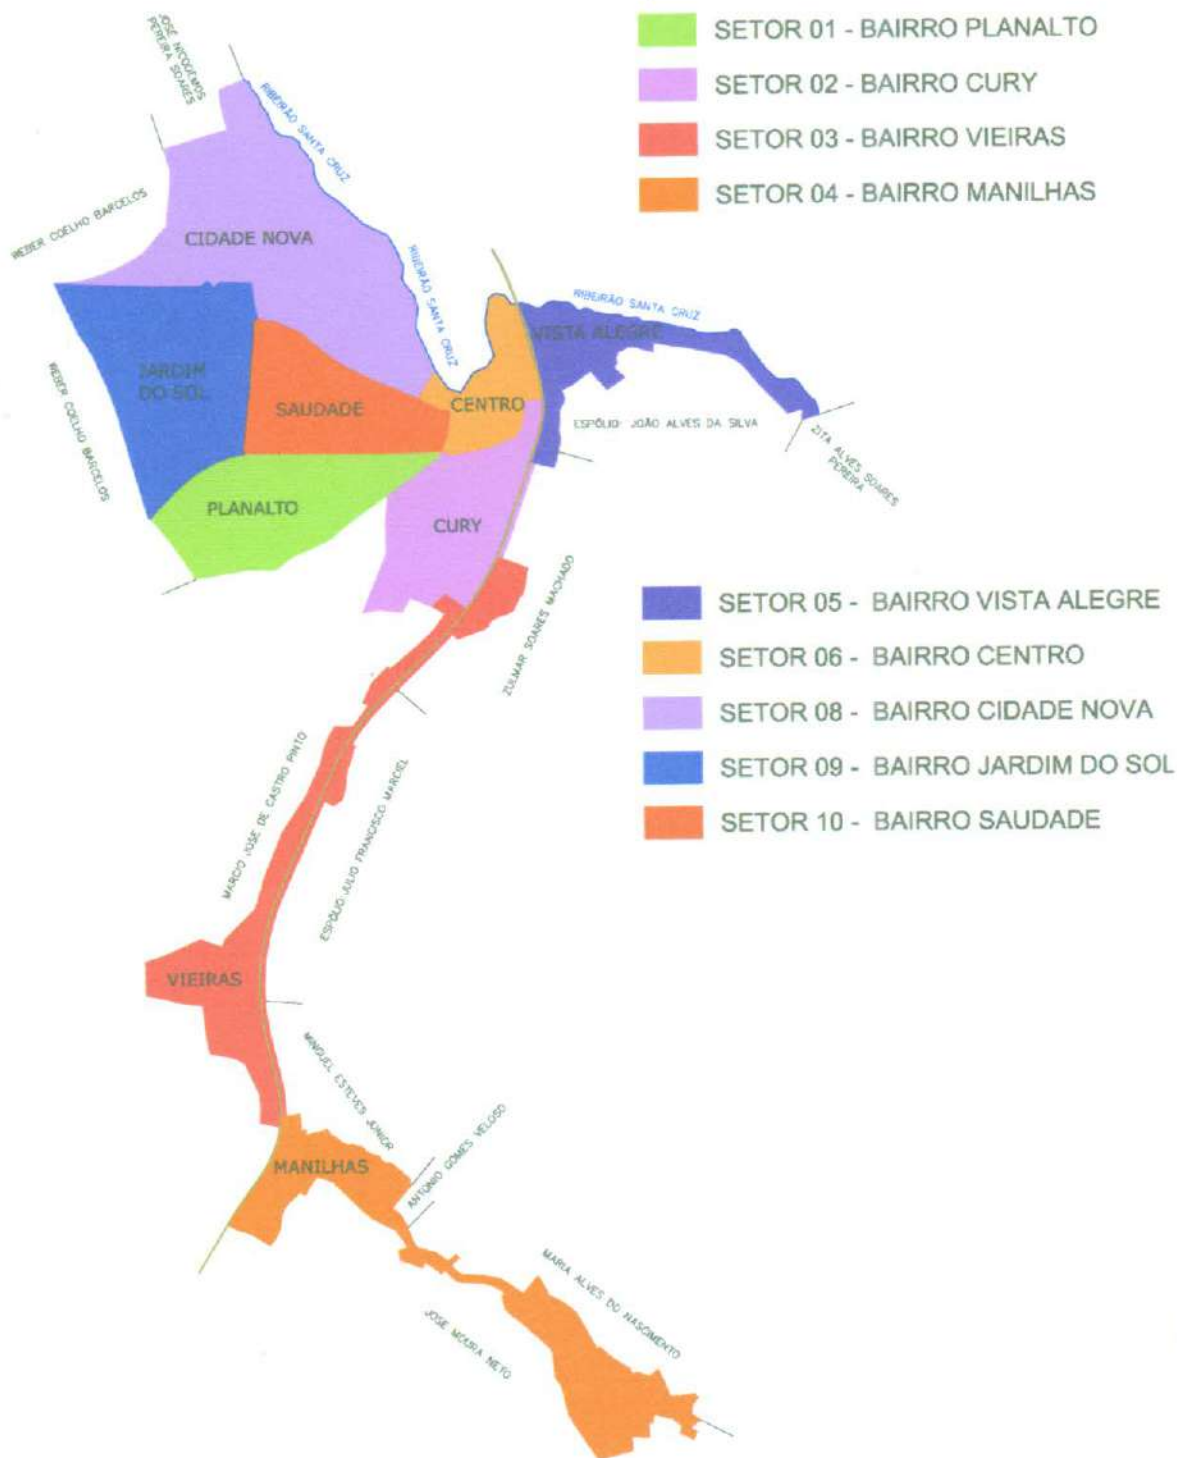 JOSÉ NICODEMOS
PEREIRA SOARES
SETOR 01 - BAIRRO PLANALTO
SETOR 02 - BAIRRO CURY
SETOR 03 - BAIRRO VIEIRAS
SETOR 04 - BAIRRO MANILHAS
RIBEIRÃO SANTA CRUZ
WEBER COELHO BARCELOS
CIDADE NOVA
RIBEIRÃO SANTA CRUZ
RIBEIRÃO SANTA CRUZ
VISTA ALEGRE
JARDIM
DO SOL
SAUDADE
CENTRO
WEBER COELHO BARCELOS
ESPÓLIO: JOÃO ALVES DA SILVA
ZITA ALVES SOARES
PEREIRA
PLANALTO
CURY
ZULMAR SOARES MACHADO
SETOR 05 - BAIRRO VISTA ALEGRE
SETOR 06 - BAIRRO CENTRO
SETOR 08 - BAIRRO CIDADE NOVA
SETOR 09 - BAIRRO JARDIM DO SOL
SETOR 10 - BAIRRO SAUDADE
MARCIO JOSE DE CASTRO PINTO
ESPÓLIO JULIO FRANCISCO MARCIEL
VIEIRAS
MINGUEL ESTEVES JUNIOR
MANILHAS
ANTONIO GOMES VELOSO
MARIA ALVES DO NASCIMENTO
JOSE MOURA NETO